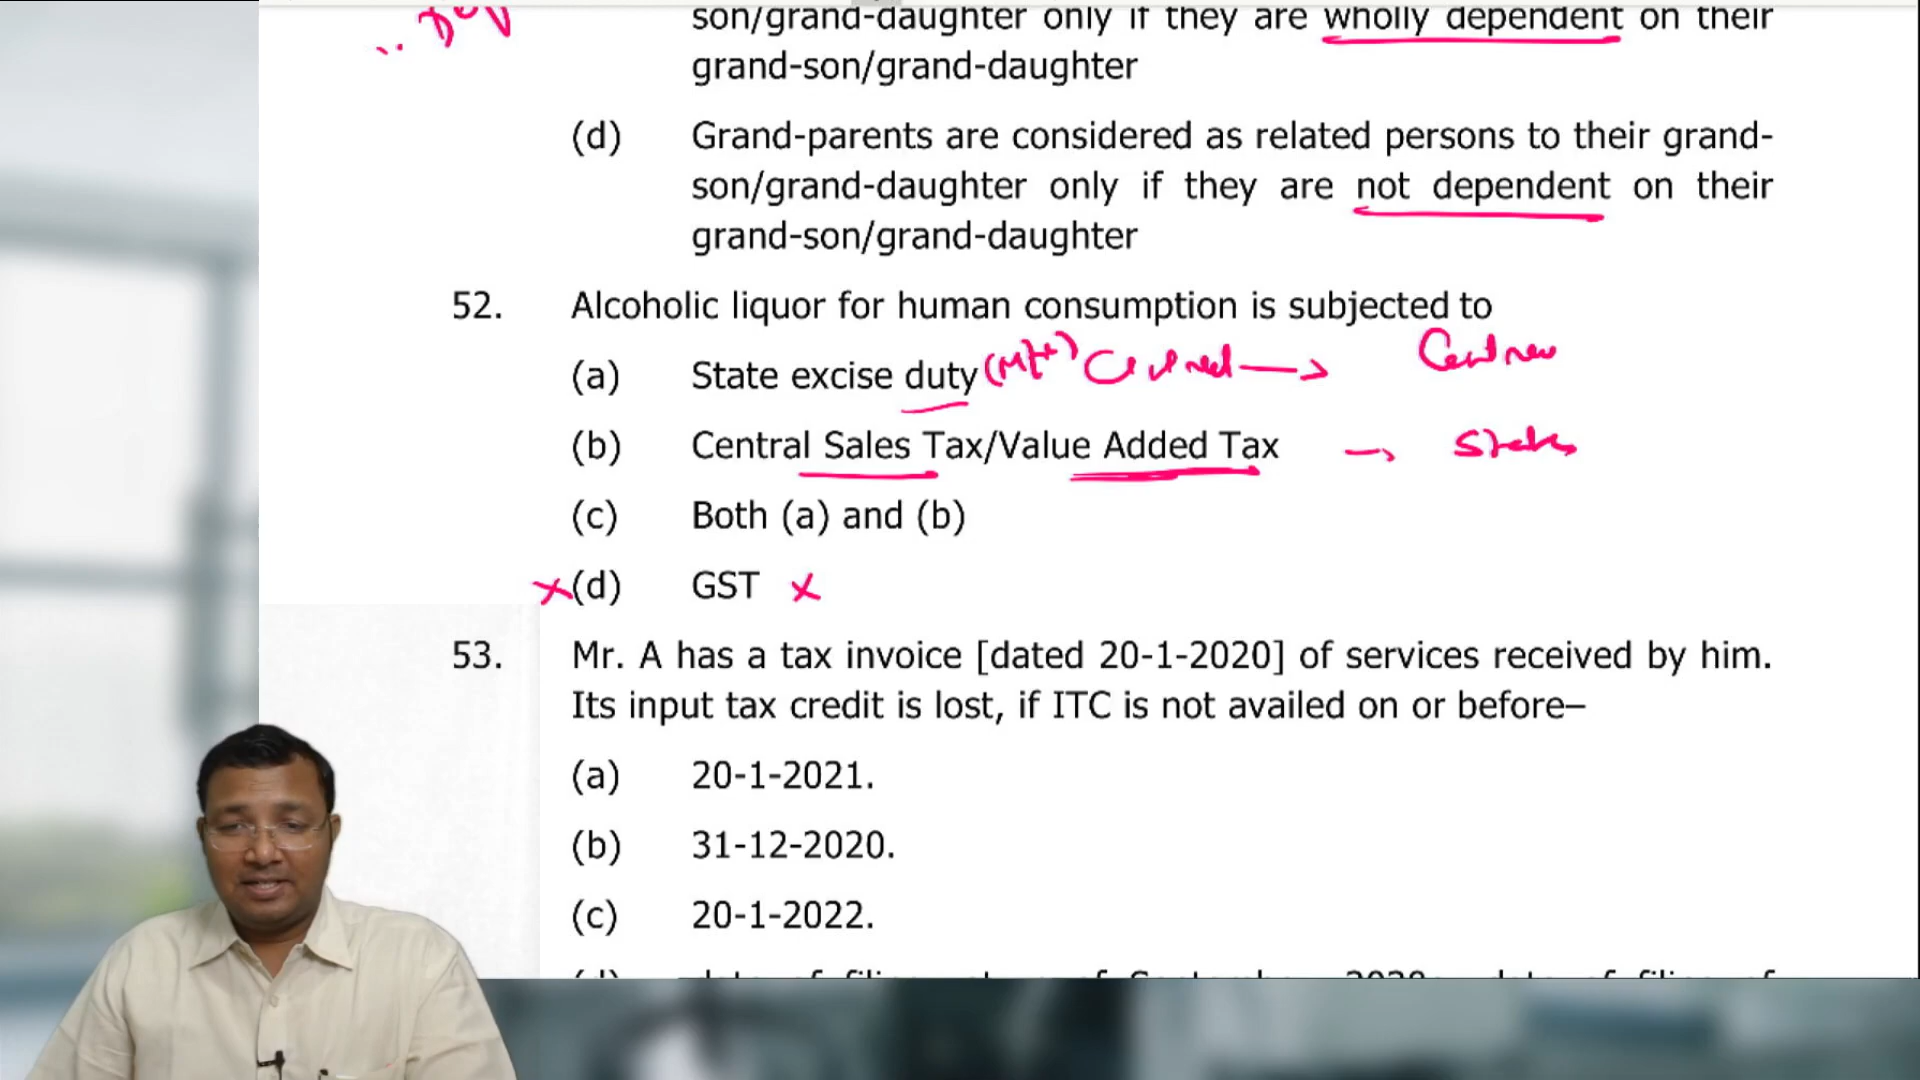 son/grand-daughter only if they are wholly dependent on their
grand-son/grand-daughter
(d) Grand-parents are considered as related persons to their grand-
son/grand-daughter only if they are not dependent on their
grand-son/grand-daughter
52. Alcoholic liquor for human consumption is subjected to
(a) State excise duty
(b) Central Sales Tax/Value Added Tax → States
(c) Both (a) and (b)
x (d) GST x
53. Mr. A has a tax invoice [dated 20-1-2020] of services received by him.
Its input tax credit is lost, if ITC is not availed on or before–
(a) 20-1-2021.
(b) 31-12-2020.
(c) 20-1-2022.